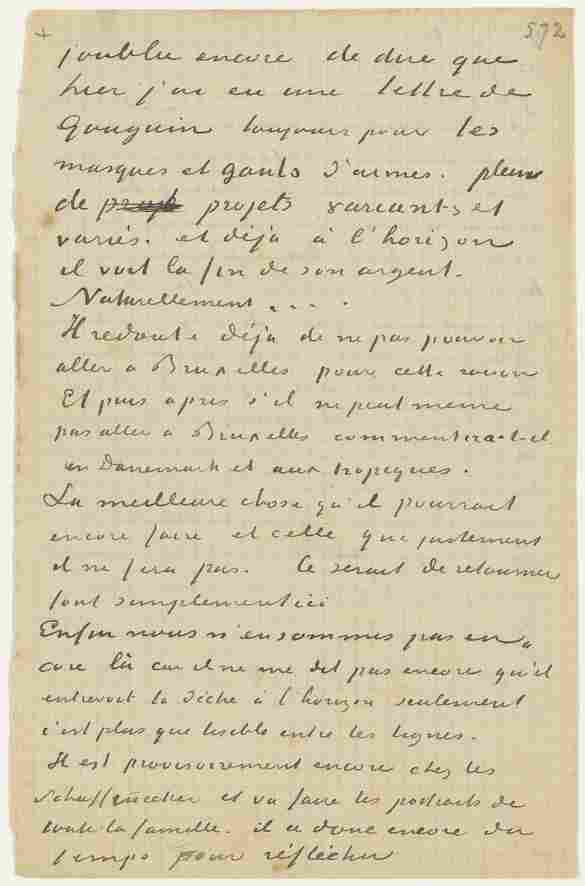 + 572
j'oublie encore de dire que
hier j'ai eu une lettre de
Gauguin toujours pour les
masques et gants d'armes. plein
de projets variants et
variés. et déjà à l'horizon
il voit la fin de son argent.
Naturellement . . . .
Il redoute déjà de ne pas pouvoir
aller a Bruxelles pour cette raison
Et puis apres s'il ne peut meme
pas aller a Bruxelles comment ira-t-il
en Danemark et aux tropiques.
La meilleure chose qu'il pourrait
encore faire et celle que justement
il ne fera pas. Ce serait de retourner
tout simplement ici
Enfin nous n'en sommes pas en
core là car il ne me dit pas encore qu'il
entrevoit la dèche à l'horizon seulement
c'est plus que lisible entre les lignes.
Il est provisoirement encore chez les
Schuffenecker et va faire les portraits de
toute la famille. il a donc encore du
temps pour réfléchir